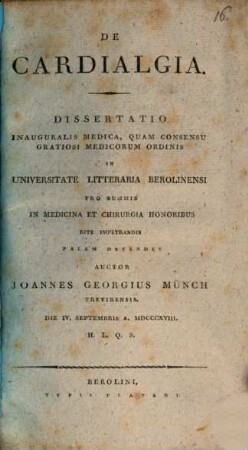 16.
DE
CARDIALGIA.
DISSERTATIO
INAUGURALIS MEDICA, QUAM CONSENSU
GRATIOSI MEDICORUM ORDINIS
IN
UNIVERSITATE LITTERARIA BEROLINENSI
PRO SUMMIS
IN MEDICINA ET CHIRURGIA HONORIBUS
RITE IMPETRANDIS
PALAM DEFENDET
AUCTOR
JOANNES GEORGIUS MÜNCH
TREVIRENSIS.
DIE IV. SEPTEMBRIS A. MDCCCXVIII.
H. L. Q. S.
BEROLINI,
TYPIS PLATENI.